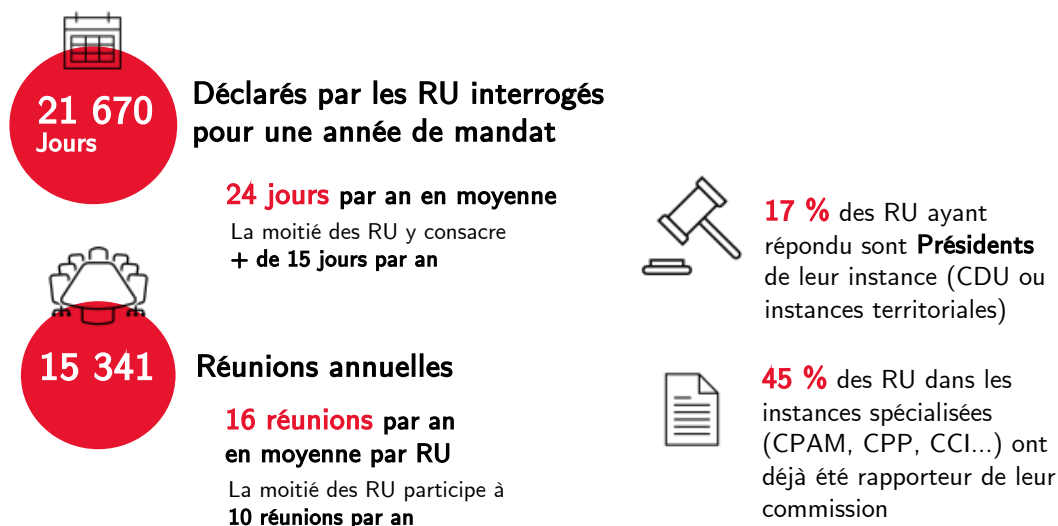 21 670
Jours
Déclarés par les RU interrogés
pour une année de mandat
24 jours par an en moyenne
La moitié des RU y consacre
+ de 15 jours par an
15 341
Réunions annuelles
16 réunions par an
en moyenne par RU
La moitié des RU participe à
10 réunions par an
17 % des RU ayant
répondu sont Présidents
de leur instance (CDU ou
instances territoriales)
45 % des RU dans les
instances spécialisées
(CPAM, CPP, CCI...) ont
déjà été rapporteur de leur
commission